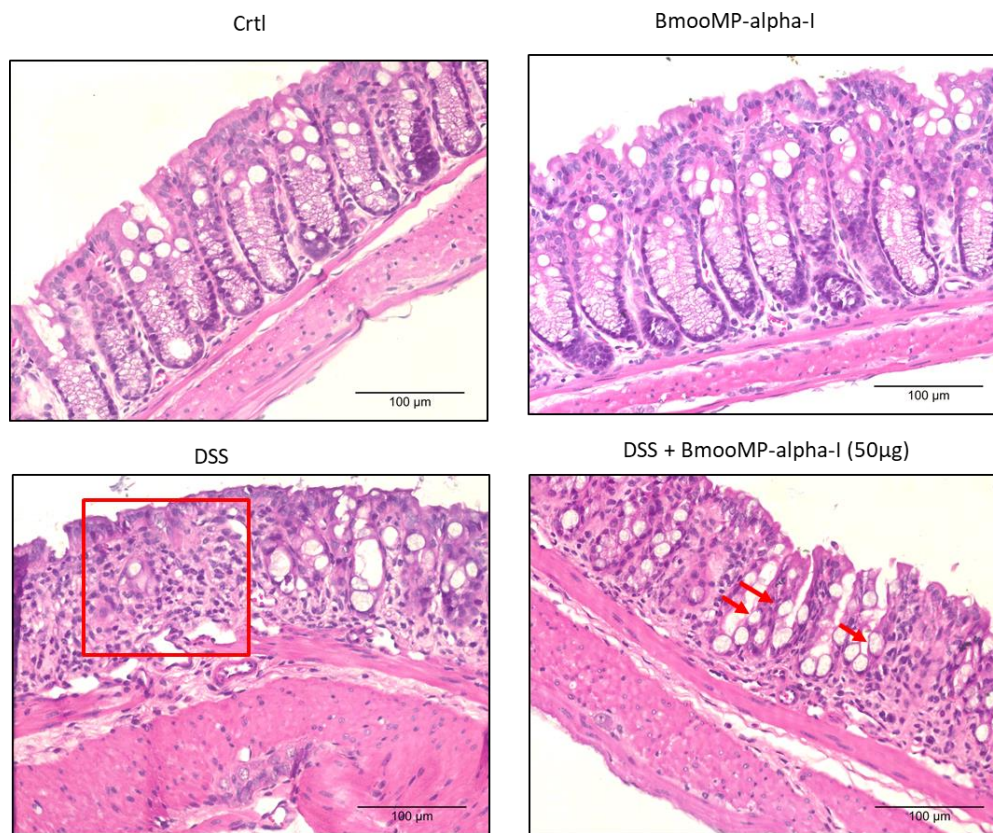 Crtl
BmooMP-alpha-I
100 µm
100 µm
DSS
DSS + BmooMP-alpha-I (50µg)
100 µm
100 µm